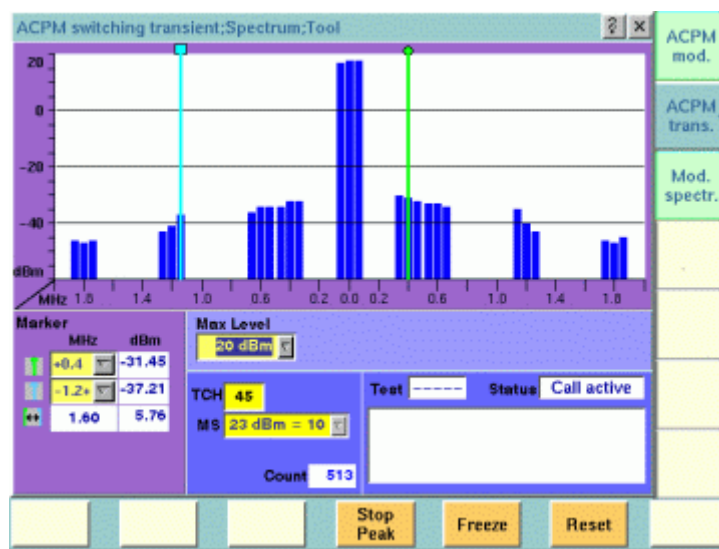 ACPM switching transient;Spectrum;Tool
? ×
ACPM
mod.
ACPM
trans.
Mod.
spectr.
20
0
-20
-40
dBm
MHz 1.8 1.4 1.0 0.6 0.2 0.0 0.2 0.6 1.0 1.4 1.8
Marker
MHz dBm
+0.4 -31.45
-1.2+ -37.21
1.60 5.76
Max Level
20 dBm
TCH 45
MS 23 dBm = 10
Count 513
Test ----- Status Call active
Stop
Peak
Freeze
Reset